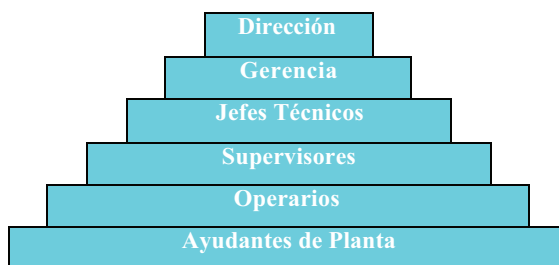 Dirección
Gerencia
Jefes Técnicos
Supervisores
Operarios
Ayudantes de Planta